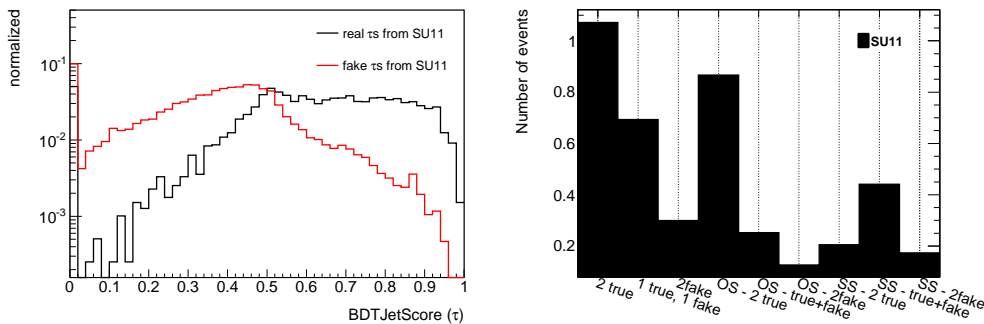 normalized
real τs from SU11
fake τs from SU11
10⁻¹
10⁻²
10⁻³
0 0.1 0.2 0.3 0.4 0.5 0.6 0.7 0.8 0.9 1
BDTJetScore (τ)
Number of events
SU11
1
0.8
0.6
0.4
0.2
2 true
1 true, 1 fake
2fake
OS - 2 true
OS - true+fake
OS - 2fake
SS - 2 true
SS - true+fake
SS - 2fake